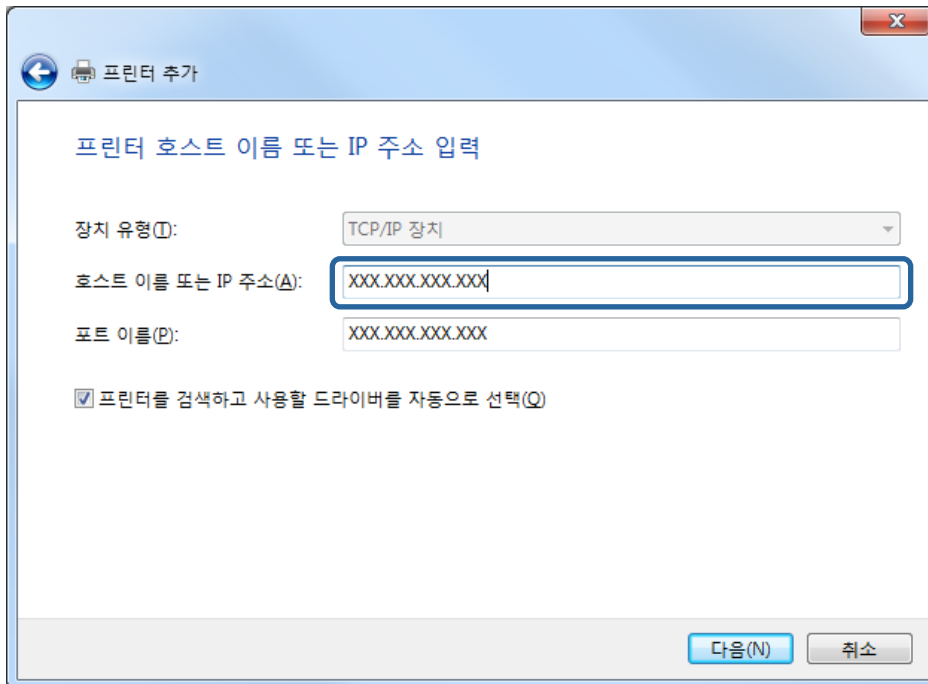 프린터 추가
프린터 호스트 이름 또는 IP 주소 입력
장치 유형(T): TCP/IP 장치
호스트 이름 또는 IP 주소(A): XXX.XXX.XXX.XXX
포트 이름(P): XXX.XXX.XXX.XXX
프린터를 검색하고 사용할 드라이버를 자동으로 선택(Q)
다음(N) 취소